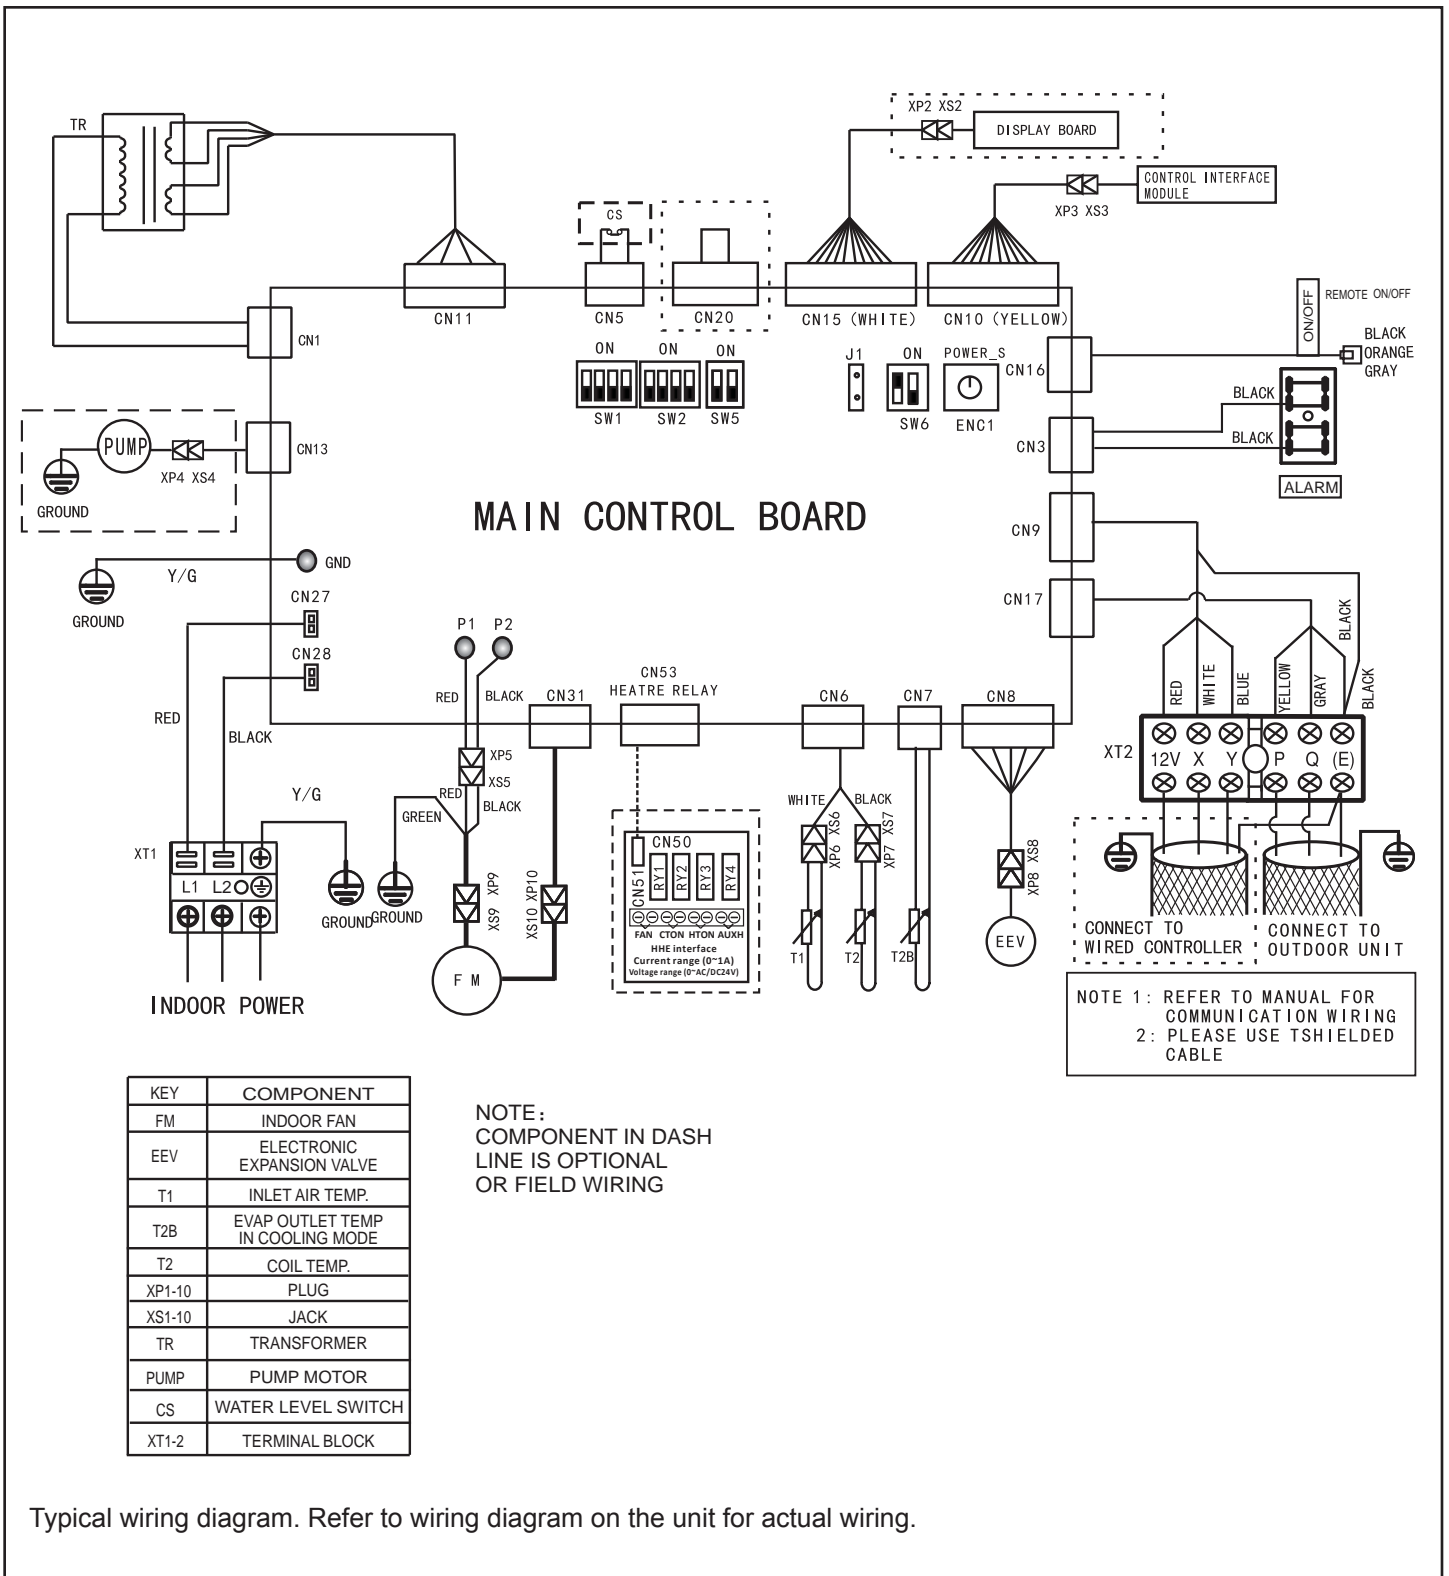 TR
XP2 XS2
DISPLAY BOARD
CONTROL INTERFACE
MODULE
XP3 XS3
CS
CN11
CN5
CN20
CN15 (WHITE)
CN10 (YELLOW)
ON/OFF
REMOTE ON/OFF
CN1
BLACK
ORANGE
GRAY
ON
ON
ON
J1
ON
POWER_S
CN16
SW1
SW2
SW5
SW6
ENC1
BLACK
BLACK
CN3
ALARM
PUMP
XP4 XS4
CN13
GROUND
MAIN CONTROL BOARD
CN9
GND
Y/G
GROUND
CN27
CN17
BLACK
P1
P2
CN28
CN53
HEATRE RELAY
RED
BLACK
CN31
CN6
CN7
CN8
RED
WHITE
BLUE
YELLOW
GRAY
BLACK
RED
BLACK
XP5
XS5
XT2
12V X Y P Q (E)
Y/G
RED
BLACK
GREEN
WHITE
BLACK
XT1
L1 L2
GROUND
GROUND
XS9 XP9
XS10 XP10
CN50
CN51
RY1
RY2
RY3
RY4
FAN CTON HTON AUXH
HHE interface
Current range (0~1A)
Voltage range (0~AC/DC24V)
XP6 XS6
XP7 XS7
XP8 XS8
T1
T2
T2B
EEV
FM
CONNECT TO
WIRED CONTROLLER
CONNECT TO
OUTDOOR UNIT
INDOOR POWER
NOTE 1: REFER TO MANUAL FOR
COMMUNICATION WIRING
2: PLEASE USE TSHIELDED
CABLE
KEY COMPONENT
FM INDOOR FAN
EEV ELECTRONIC
EXPANSION VALVE
T1 INLET AIR TEMP.
T2B EVAP OUTLET TEMP
IN COOLING MODE
T2 COIL TEMP.
XP1-10 PLUG
XS1-10 JACK
TR TRANSFORMER
PUMP PUMP MOTOR
CS WATER LEVEL SWITCH
XT1-2 TERMINAL BLOCK
NOTE:
COMPONENT IN DASH
LINE IS OPTIONAL
OR FIELD WIRING
Typical wiring diagram. Refer to wiring diagram on the unit for actual wiring.